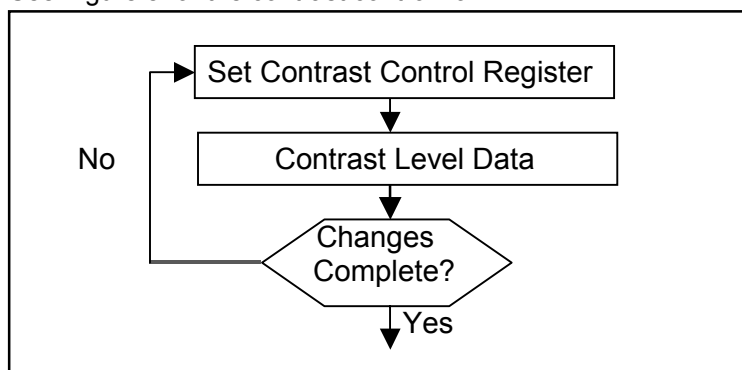 Set Contrast Control Register
No
Contrast Level Data
Changes
Complete?
Yes